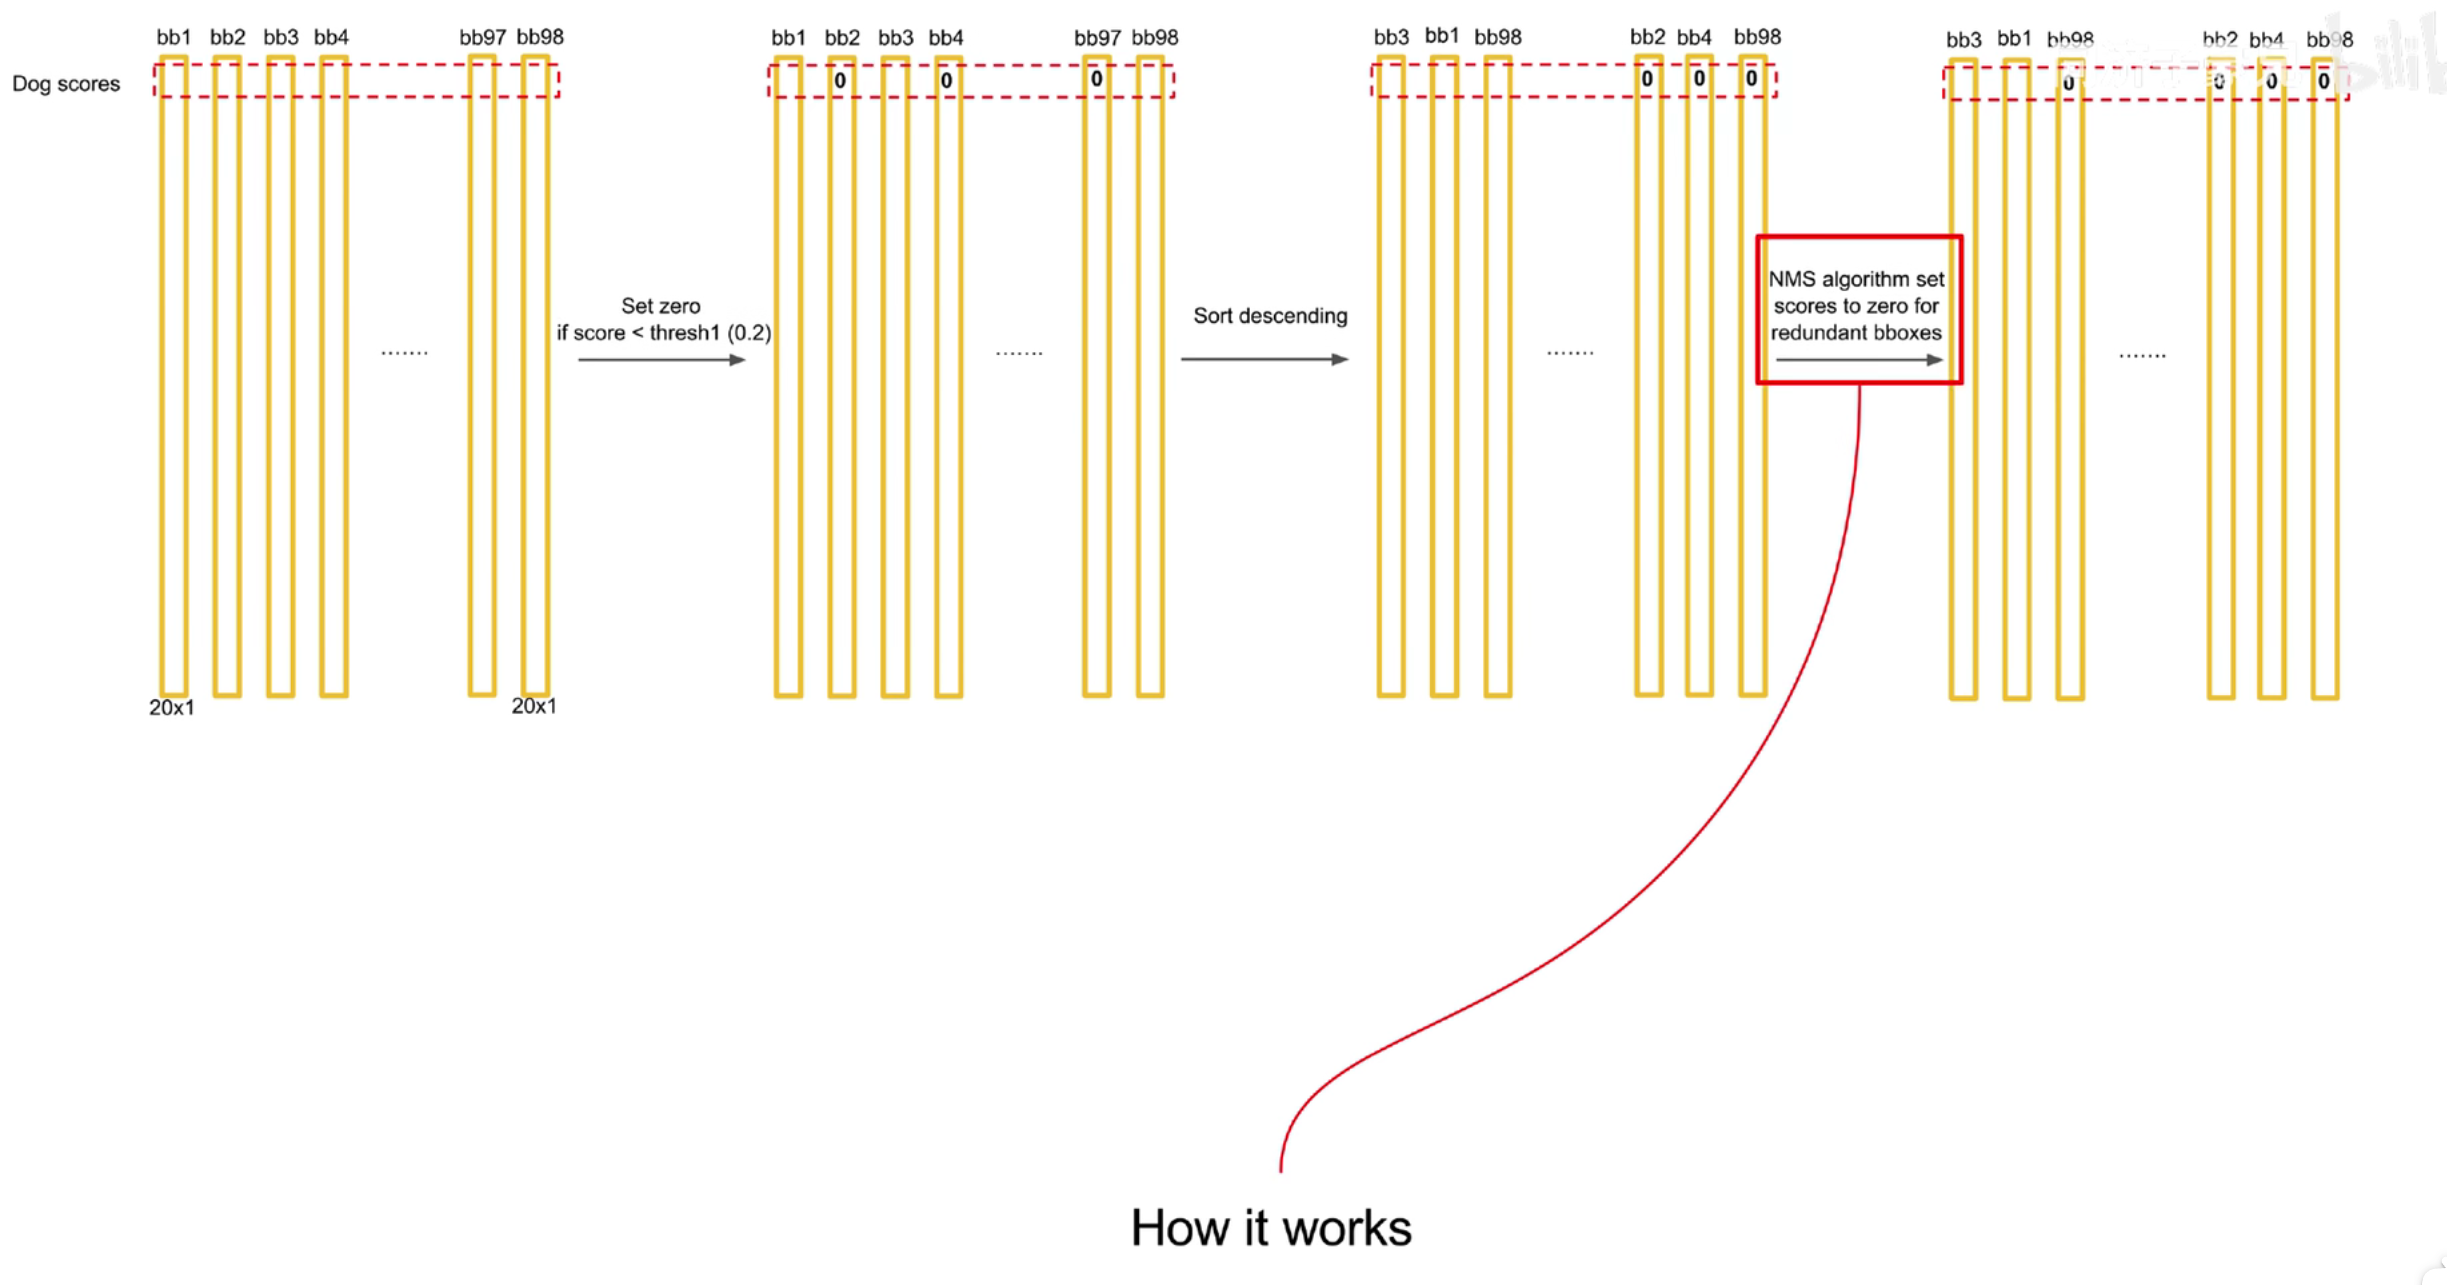 bb1 bb2 bb3 bb4 bb97 bb98
bb1 bb2 bb3 bb4 bb97 bb98
bb3 bb1 bb98 bb2 bb4 bb98
bb3 bb1 bb98 bb2 bb4 bb98
Dog scores
0 0 0
0 0 0
0 0 0 0
Set zero
if score < thresh1 (0.2)
Sort descending
NMS algorithm set
scores to zero for
redundant bboxes
.......
.......
.......
.......
20x1 20x1
How it works